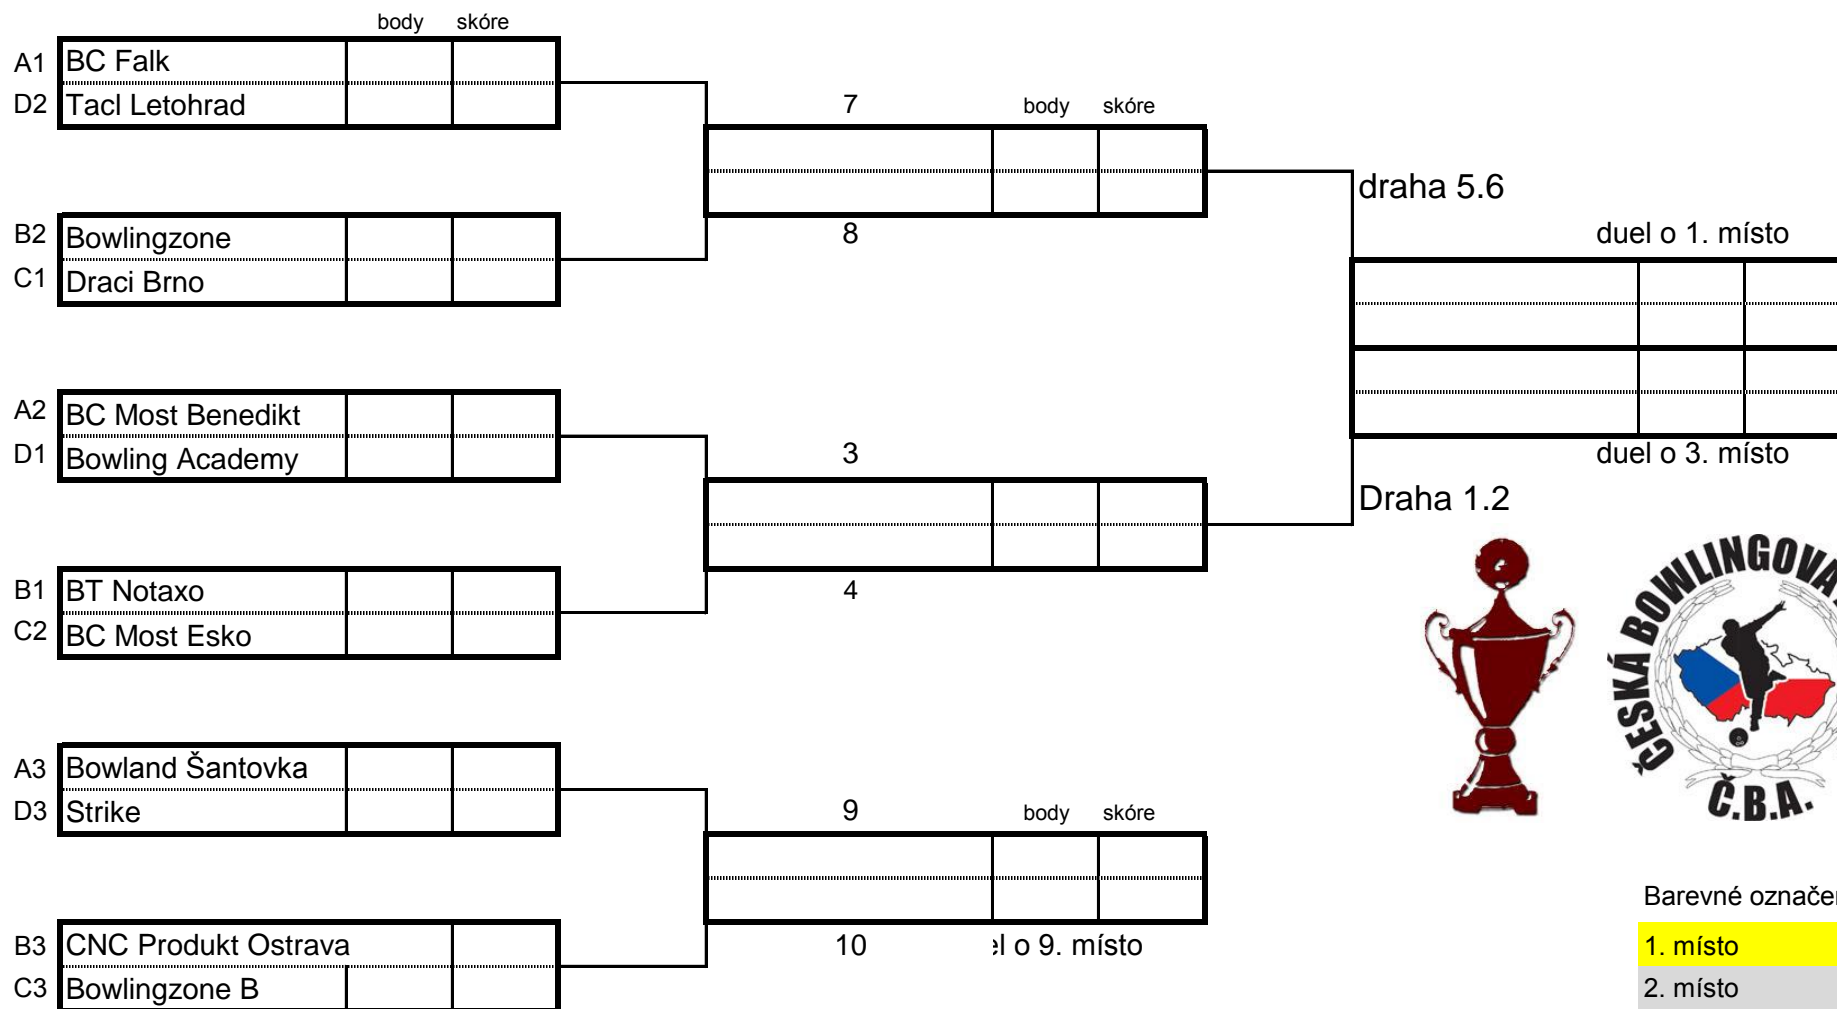 body skóre
A1 BC Falk
D2 Tacl Letohrad
7 body skóre
draha 5.6
B2 Bowlingzone
8
duel o 1. místo
C1 Draci Brno
A2 BC Most Benedikt
D1 Bowling Academy
3
duel o 3. místo
Draha 1.2
B1 BT Notaxo
4
C2 BC Most Esko
ČESKÁ BOWLINGOVÁ
Č.B.A.
A3 Bowland Šantovka
D3 Strike
9 body skóre
Barevné označen
B3 CNC Produkt Ostrava
10 el o 9. místo
1. místo
C3 Bowlingzone B
2. místo